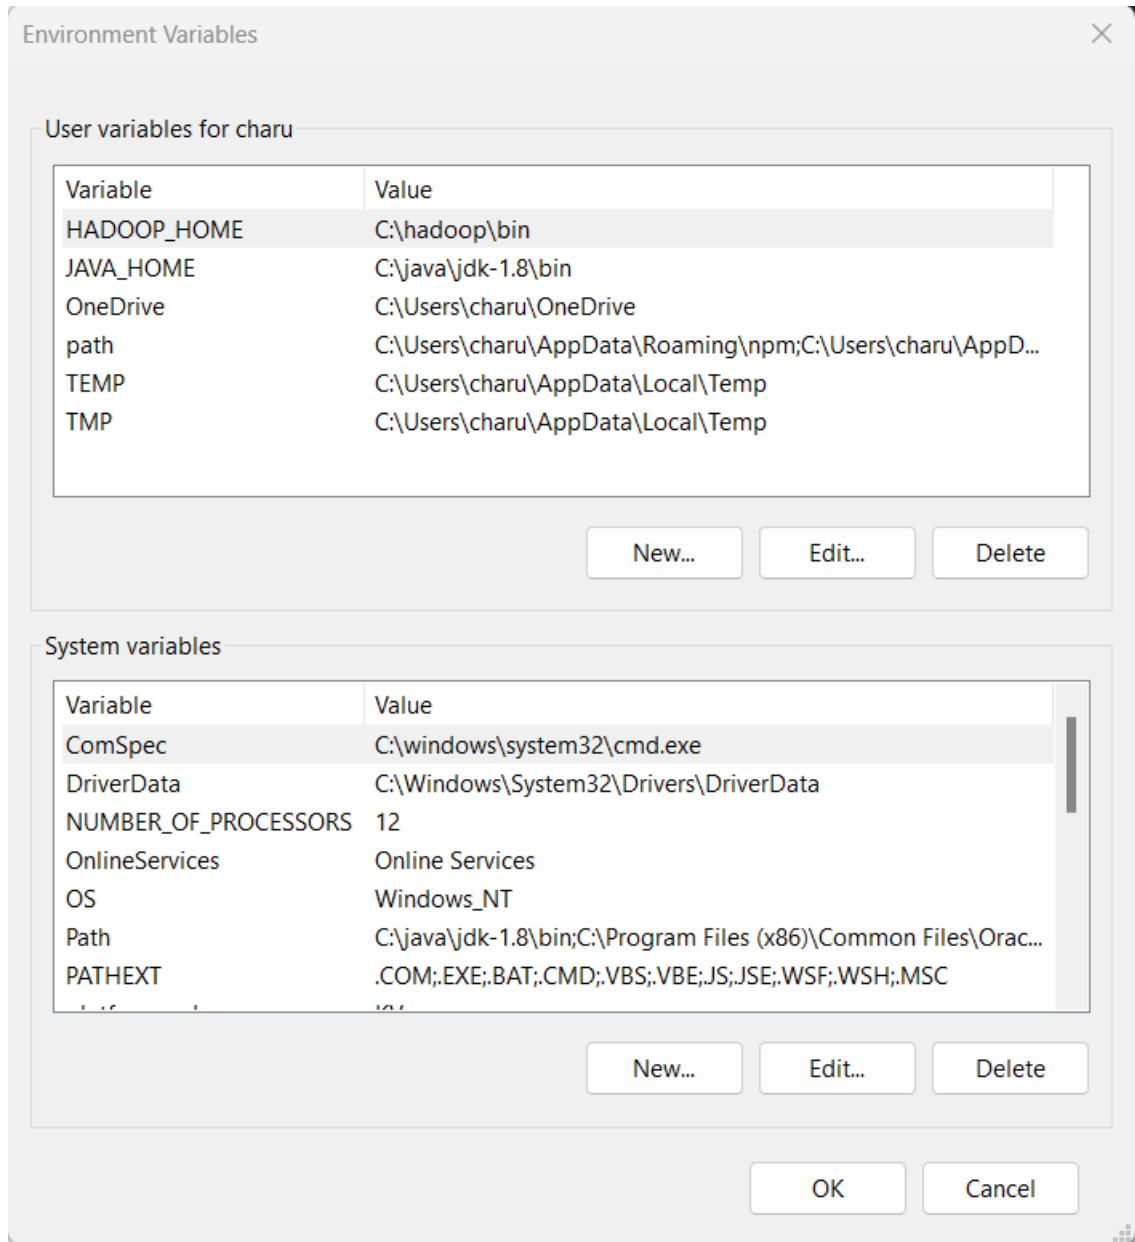 Environment Variables
User variables for charu
Variable Value
HADOOP_HOME C:\hadoop\bin
JAVA_HOME C:\java\jdk-1.8\bin
OneDrive C:\Users\charu\OneDrive
path C:\Users\charu\AppData\Roaming\npm;C:\Users\charu\AppD...
TEMP C:\Users\charu\AppData\Local\Temp
TMP C:\Users\charu\AppData\Local\Temp
New... Edit... Delete
System variables
Variable Value
ComSpec C:\windows\system32\cmd.exe
DriverData C:\Windows\System32\Drivers\DriverData
NUMBER_OF_PROCESSORS 12
OnlineServices Online Services
OS Windows_NT
Path C:\java\jdk-1.8\bin;C:\Program Files (x86)\Common Files\Orac...
PATHEXT .COM;.EXE;.BAT;.CMD;.VBS;.VBE;.JS;.JSE;.WSF;.WSH;.MSC
New... Edit... Delete
OK Cancel